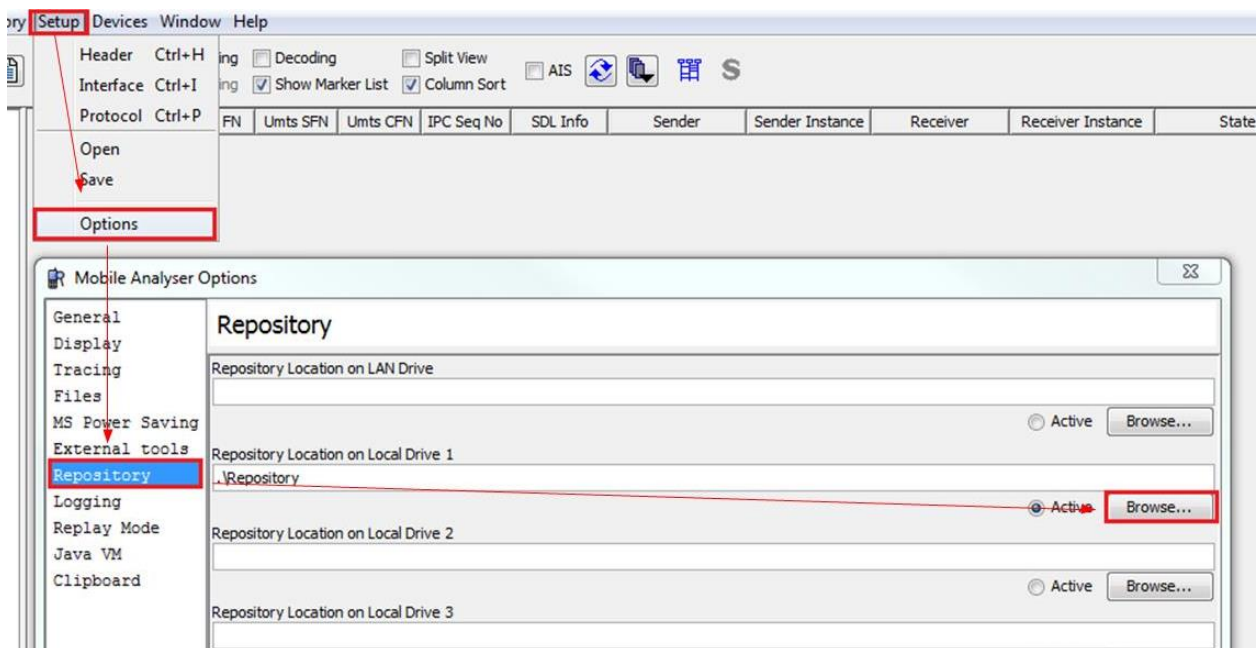 Setup Devices Window Help
Header Ctrl+H
Interface Ctrl+I
Protocol Ctrl+P
Open
Save
Options
ing Decoding Split View
ing Show Marker List Column Sort
AIS S
FN Umts SFN Umts CFN IPC Seq No SDL Info Sender Sender Instance Receiver Receiver Instance State
Mobile Analyser Options
General
Display
Tracing
Files
MS Power Saving
External tools
Repository
Logging
Replay Mode
Java VM
Clipboard
Repository
Repository Location on LAN Drive
Active Browse...
Repository Location on Local Drive 1
.\Repository
Active Browse...
Repository Location on Local Drive 2
Active Browse...
Repository Location on Local Drive 3